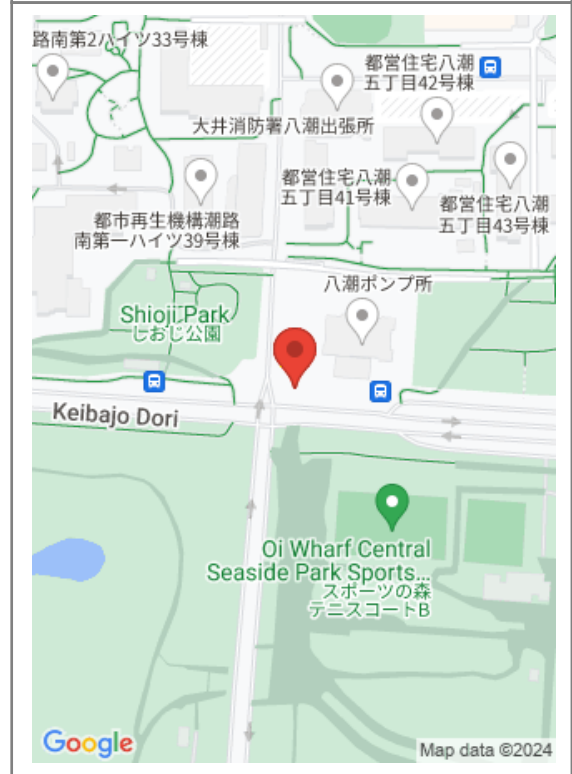 路南第2ハイツ33号棟
都営住宅八潮
五丁目42号棟
大井消防署八潮出張所
都営住宅八潮
五丁目41号棟
都営住宅八潮
五丁目43号棟
都市再生機構潮路
南第一ハイツ39号棟
八潮ポンプ所
Shioji Park
しおじ公園
Keibajo Dori
Oi Wharf Central
Seaside Park Sports...
スポーツの森
テニスコートB
Google
Map data ©2024